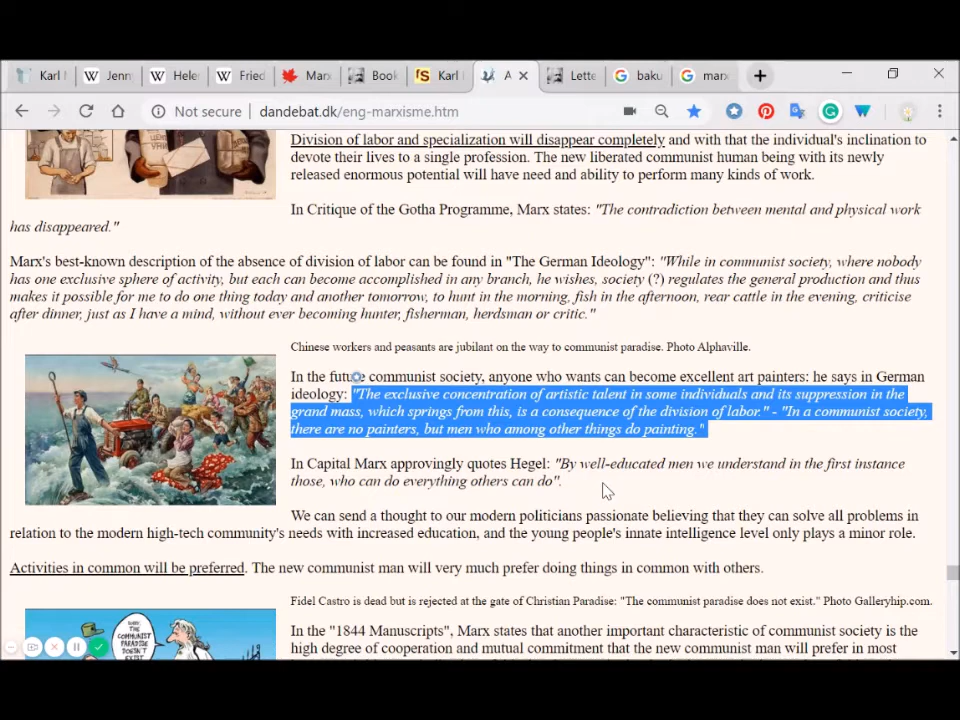 Karl
Jenn
Hele
Fried
Marx
Book
Karl
A
Lette
baku
marx
Not secure
dandebat.dk/eng-marxisme.htm
Division of labor and specialization will disappear completely and with that the individual's inclination to
devote their lives to a single profession. The new liberated communist human being with its newly
released enormous potential will have need and ability to perform many kinds of work.
In Critique of the Gotha Programme, Marx states: "The contradiction between mental and physical work
has disappeared."
Marx's best-known description of the absence of division of labor can be found in "The German Ideology": "While in communist society, where nobody
has one exclusive sphere of activity, but each can become accomplished in any branch, he wishes, society (?) regulates the general production and thus
makes it possible for me to do one thing today and another tomorrow, to hunt in the morning, fish in the afternoon, rear cattle in the evening, criticise
after dinner, just as I have a mind, without ever becoming hunter, fisherman, herdsman or critic."
Chinese workers and peasants are jubilant on the way to communist paradise. Photo Alphaville.
In the future communist society, anyone who wants can become excellent art painters: he says in German
ideology: "The exclusive concentration of artistic talent in some individuals and its suppression in the
grand mass, which springs from this, is a consequence of the division of labor." - "In a communist society,
there are no painters, but men who among other things do painting."
In Capital Marx approvingly quotes Hegel: "By well-educated men we understand in the first instance
those, who can do everything others can do".
We can send a thought to our modern politicians passionate believing that they can solve all problems in
relation to the modern high-tech community's needs with increased education, and the young people's innate intelligence level only plays a minor role.
Activities in common will be preferred. The new communist man will very much prefer doing things in common with others.
Fidel Castro is dead but is rejected at the gate of Christian Paradise: "The communist paradise does not exist." Photo Galleryhip.com.
THE
COMMUNIST
PARADISE
DOESN'T
EXIST
In the "1844 Manuscripts", Marx states that another important characteristic of communist society is the
high degree of cooperation and mutual commitment that the new communist man will prefer in most